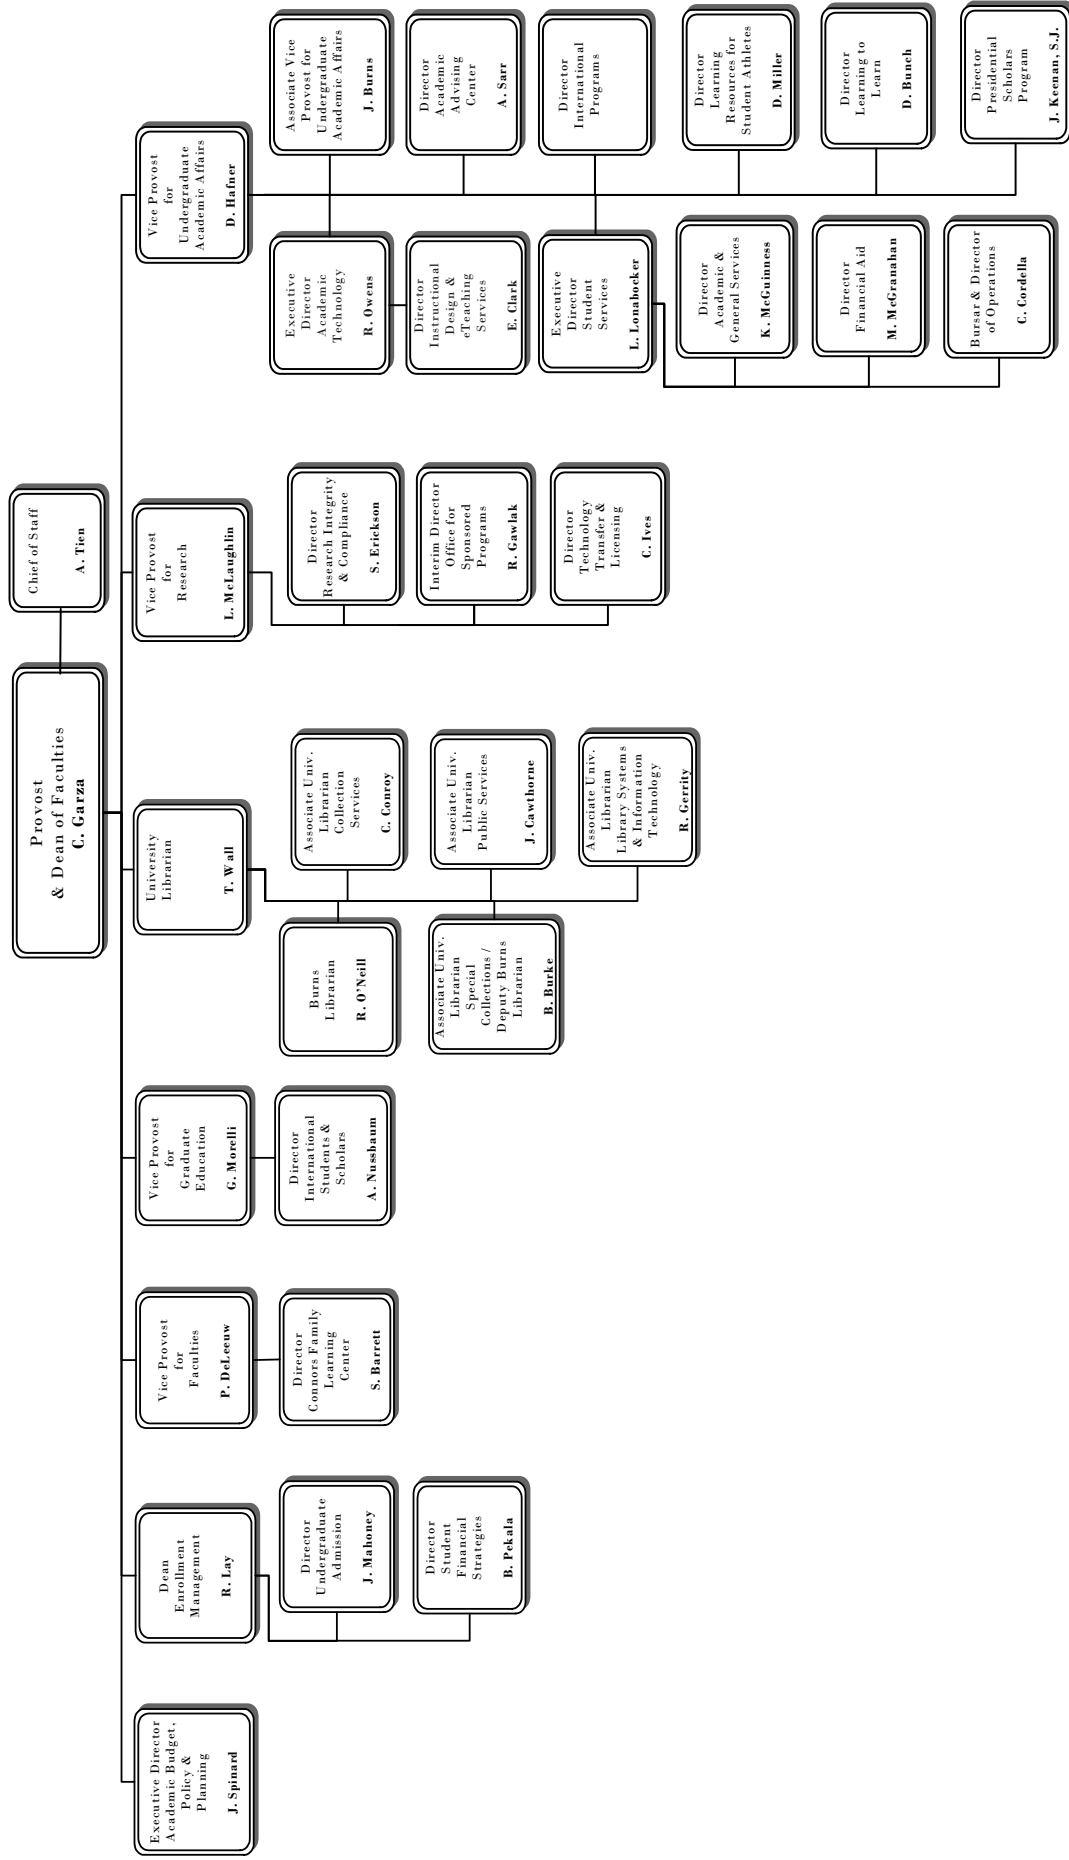 Provost
& Dean of Faculties
C. Garza
Chief of Staff
A. Tien
Executive Director
Academic Budget,
Policy &
Planning
J. Spinard
Dean
Enrollment
Management
R. Lay
Director
Undergraduate
Admission
J. Mahoney
Director
Student
Financial
Strategies
B. Pekala
Vice Provost
for
Faculties
P. DeLeeuw
Director
Connors Family
Learning
Center
S. Barrett
Vice Provost
for
Graduate
Education
G. Morelli
Director
International
Students &
Scholars
A. Nussbaum
University
Librarian
T. Wall
Burns
Librarian
R. O’Neill
Associate Univ.
Librarian
Collection
Services
C. Conroy
Associate Univ.
Librarian
Special
Collections /
Deputy Burns
Librarian
B. Burke
Associate Univ.
Librarian
Public Services
J. Cawthorne
Associate Univ.
Librarian
Library Systems
& Information
Technology
R. Gerrity
Vice Provost
for
Research
L. McLaughlin
Director
Research Integrity
& Compliance
S. Erickson
Interim Director
Office for
Sponsored
Programs
R. Gawlak
Director
Technology
Transfer &
Licensing
C. Ives
Vice Provost
for
Undergraduate
Academic Affairs
D. Hafner
Executive
Director
Academic
Technology
R. Owens
Associate Vice
Provost for
Undergraduate
Academic Affairs
J. Burns
Director
Instructional
Design &
eTeaching
Services
E. Clark
Director
Academic
Advising
Center
A. Sarr
Executive
Director
Student
Services
L. Lonabocker
Director
International
Programs
Director
Academic &
General Services
K. McGuinness
Director
Learning
Resources for
Student Athletes
D. Miller
Director
Financial Aid
M. McGranahan
Director
Learning to
Learn
D. Bunch
Bursar & Director
of Operations
C. Cordella
Director
Presidential
Scholars
Program
J. Keenan, S.J.